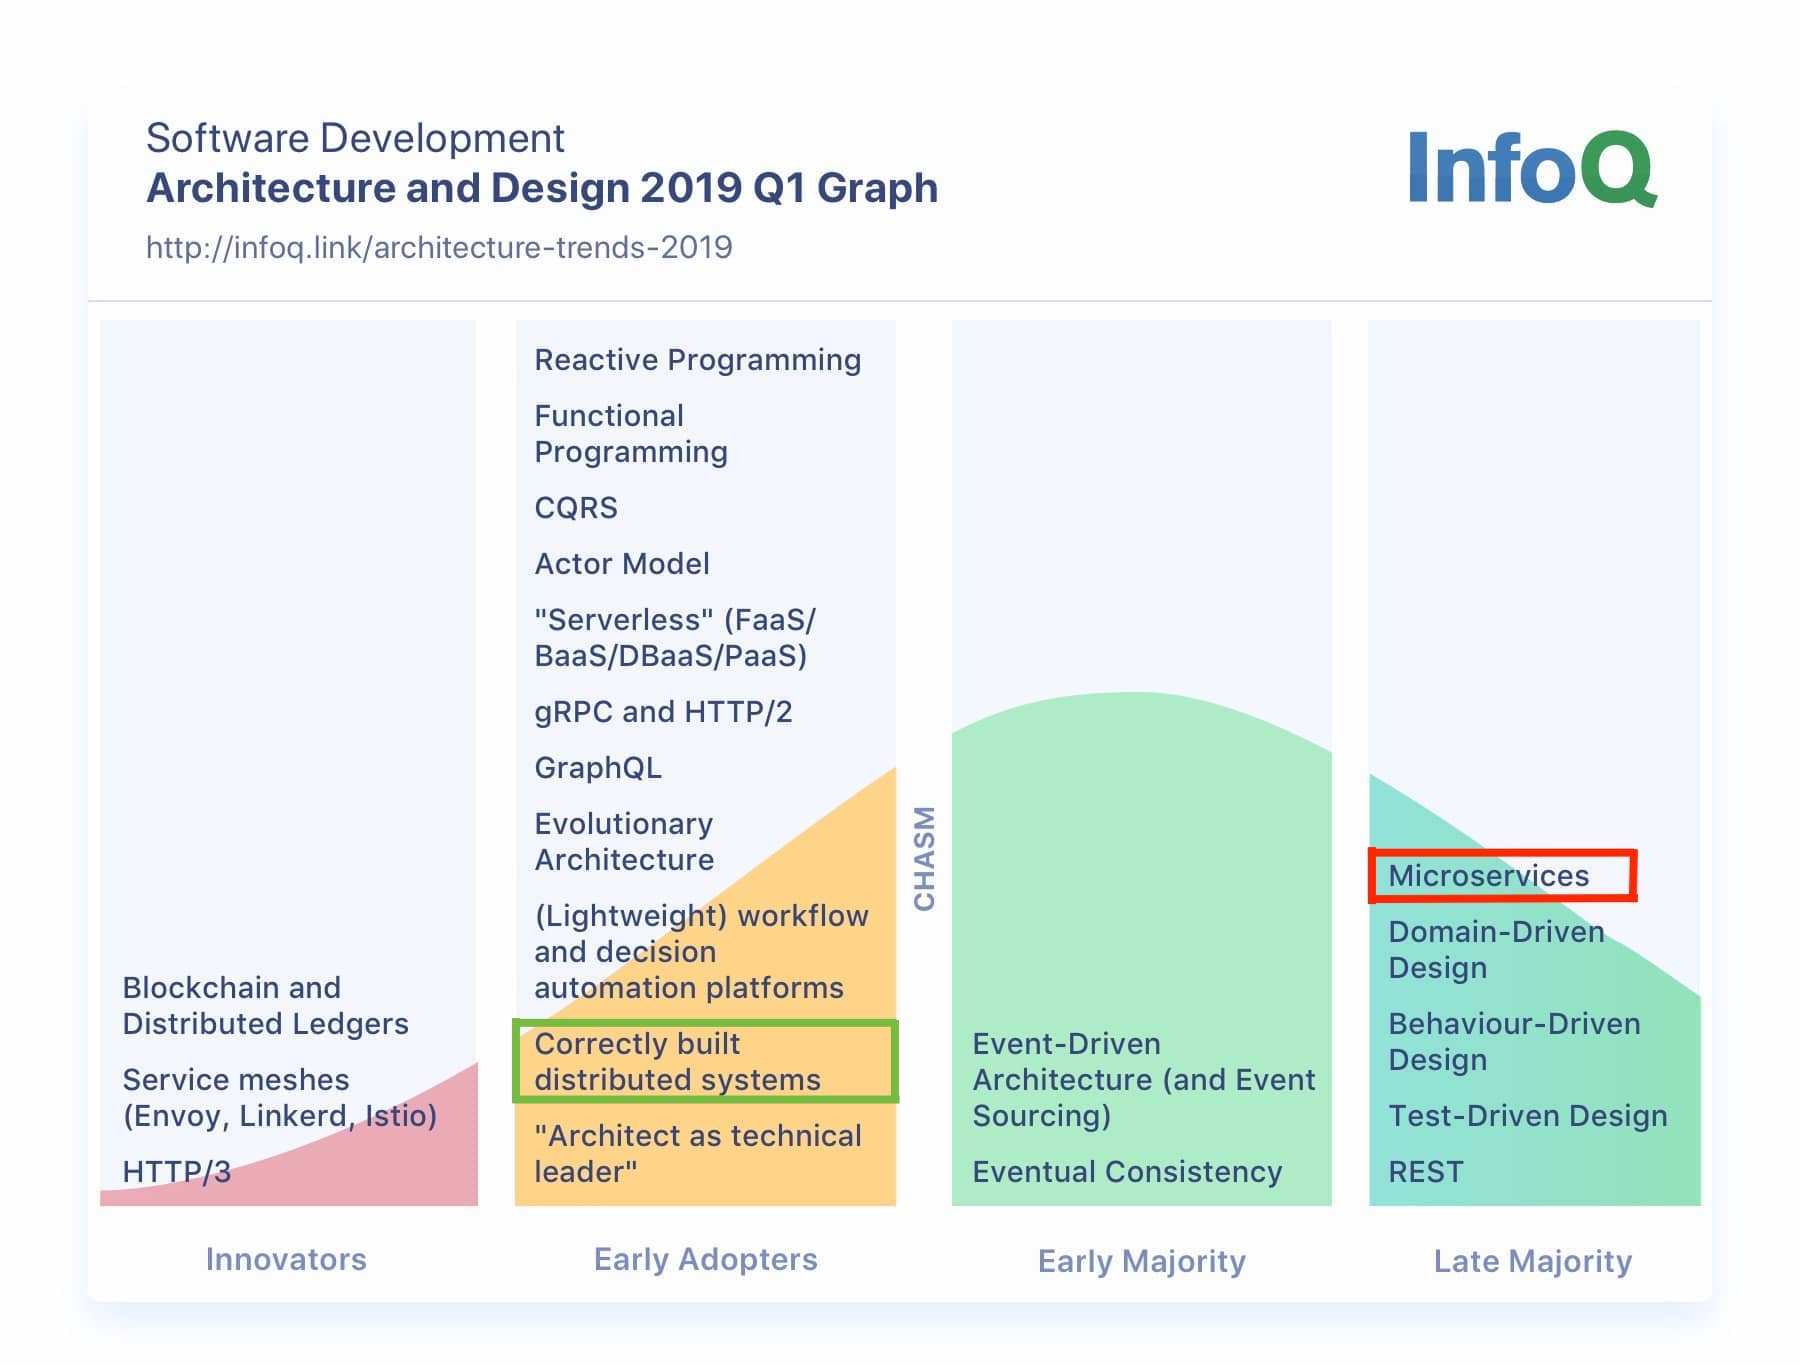 Software Development
Architecture and Design 2019 Q1 Graph
http://infoq.link/architecture-trends-2019
InfoQ
Blockchain and
Distributed Ledgers
Service meshes
(Envoy, Linkerd, Istio)
HTTP/3
Innovators
Reactive Programming
Functional
Programming
CQRS
Actor Model
"Serverless" (FaaS/
BaaS/DBaaS/PaaS)
gRPC and HTTP/2
GraphQL
Evolutionary
Architecture
(Lightweight) workflow
and decision
automation platforms
Correctly built
distributed systems
"Architect as technical
leader"
Early Adopters
CHASM
Event-Driven
Architecture (and Event
Sourcing)
Eventual Consistency
Early Majority
Microservices
Domain-Driven
Design
Behaviour-Driven
Design
Test-Driven Design
REST
Late Majority